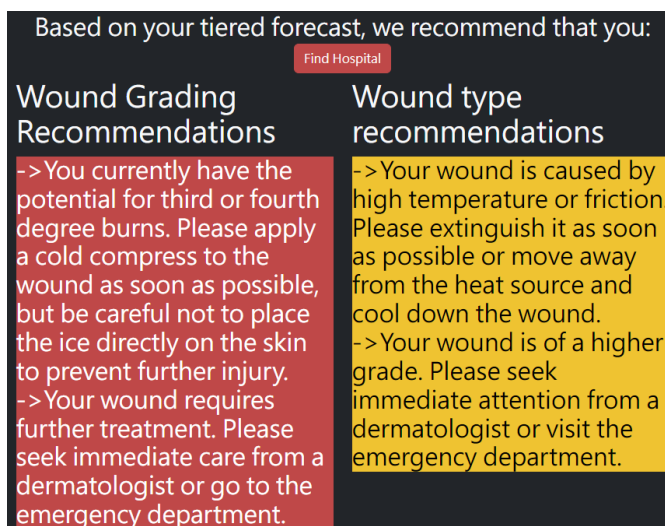 Based on your tiered forecast, we recommend that you:
Find Hospital
Wound Grading
Recommendations
->You currently have the
potential for third or fourth
degree burns. Please apply
a cold compress to the
wound as soon as possible,
but be careful not to place
the ice directly on the skin
to prevent further injury.
->Your wound requires
further treatment. Please
seek immediate care from a
dermatologist or go to the
emergency department.
Wound type
recommendations
->Your wound is caused by
high temperature or friction.
Please extinguish it as soon
as possible or move away
from the heat source and
cool down the wound.
->Your wound is of a higher
grade. Please seek
immediate attention from a
dermatologist or visit the
emergency department.